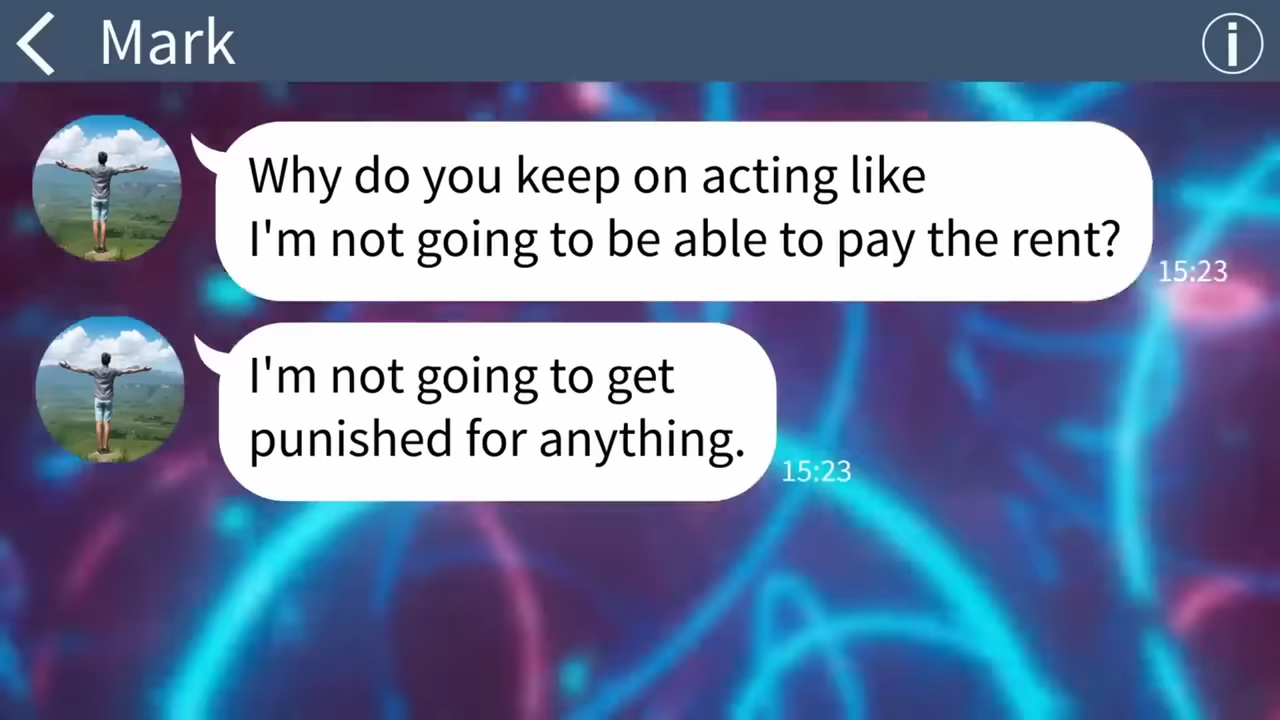 Mark
Why do you keep on acting like
I'm not going to be able to pay the rent?
15:23
I'm not going to get
punished for anything.
15:23